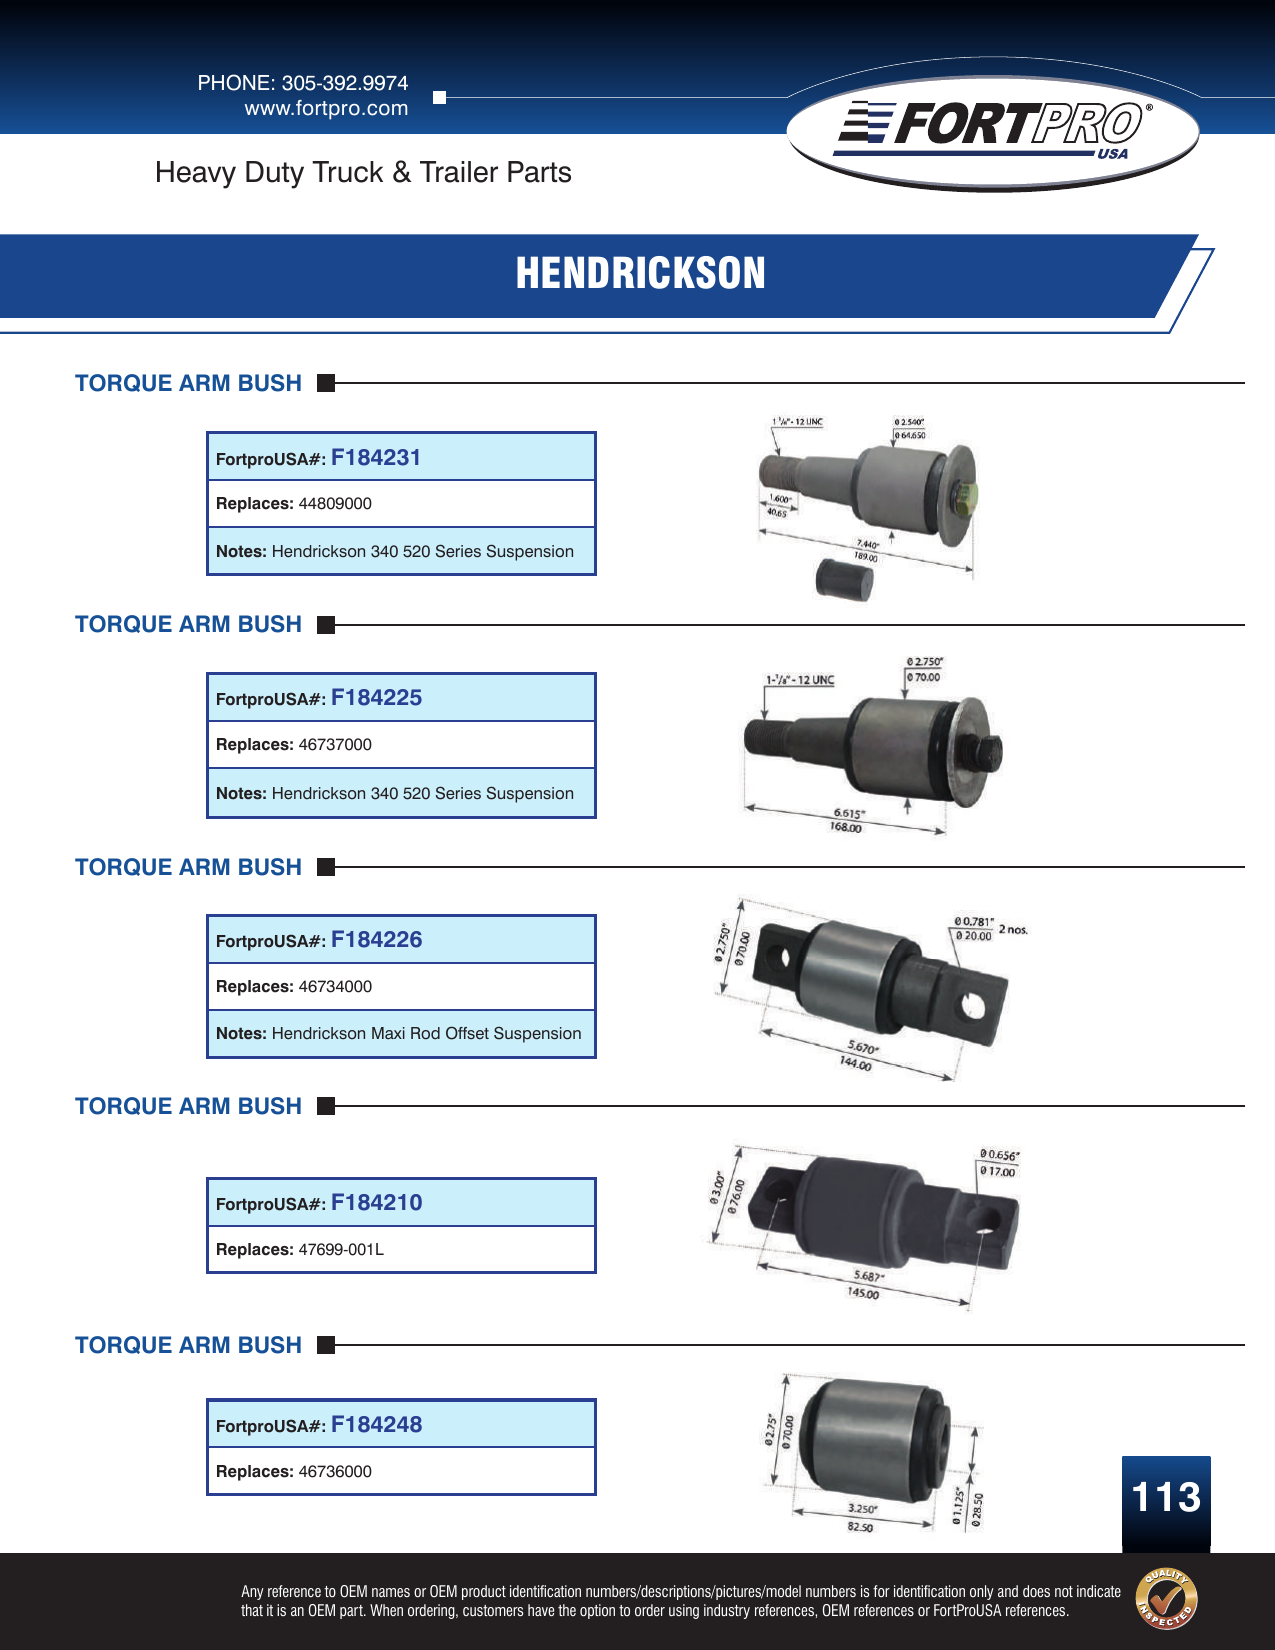 PHONE: 305-392.9974
www.fortpro.com
FORTPRO®
USA
Heavy Duty Truck & Trailer Parts
HENDRICKSON
TORQUE ARM BUSH
FortproUSA#: F184231
Replaces: 44809000
Notes: Hendrickson 340 520 Series Suspension
1 1/8" - 12 UNC
Ø 2.540"
Ø 64.650
1.600"
40.65
7.440"
189.00
TORQUE ARM BUSH
FortproUSA#: F184225
Replaces: 46737000
Notes: Hendrickson 340 520 Series Suspension
1-1/8" - 12 UNC
Ø 2.750"
Ø 70.00
6.615"
168.00
TORQUE ARM BUSH
FortproUSA#: F184226
Replaces: 46734000
Notes: Hendrickson Maxi Rod Offset Suspension
Ø 2.750"
Ø 70.00
Ø 0.781"
Ø 20.00
2 nos.
5.670"
144.00
TORQUE ARM BUSH
FortproUSA#: F184210
Replaces: 47699-001L
Ø 3.00"
Ø 76.00
Ø 0.656"
Ø 17.00
5.687"
145.00
TORQUE ARM BUSH
FortproUSA#: F184248
Replaces: 46736000
Ø 2.75"
Ø 70.00
3.250"
82.50
Ø 1.125"
Ø 28.50
113
Any reference to OEM names or OEM product identification numbers/descriptions/pictures/model numbers is for identification only and does not indicate
that it is an OEM part. When ordering, customers have the option to order using industry references, OEM references or FortProUSA references.
QUALITY
INSPECTED